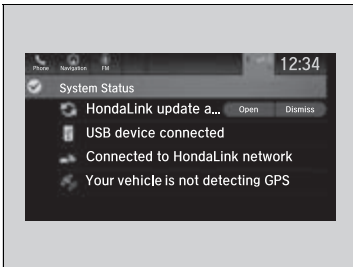 Phone Navigation FM 12:34
System Status
HondaLink update a... Open Dismiss
USB device connected
Connected to HondaLink network
Your vehicle is not detecting GPS